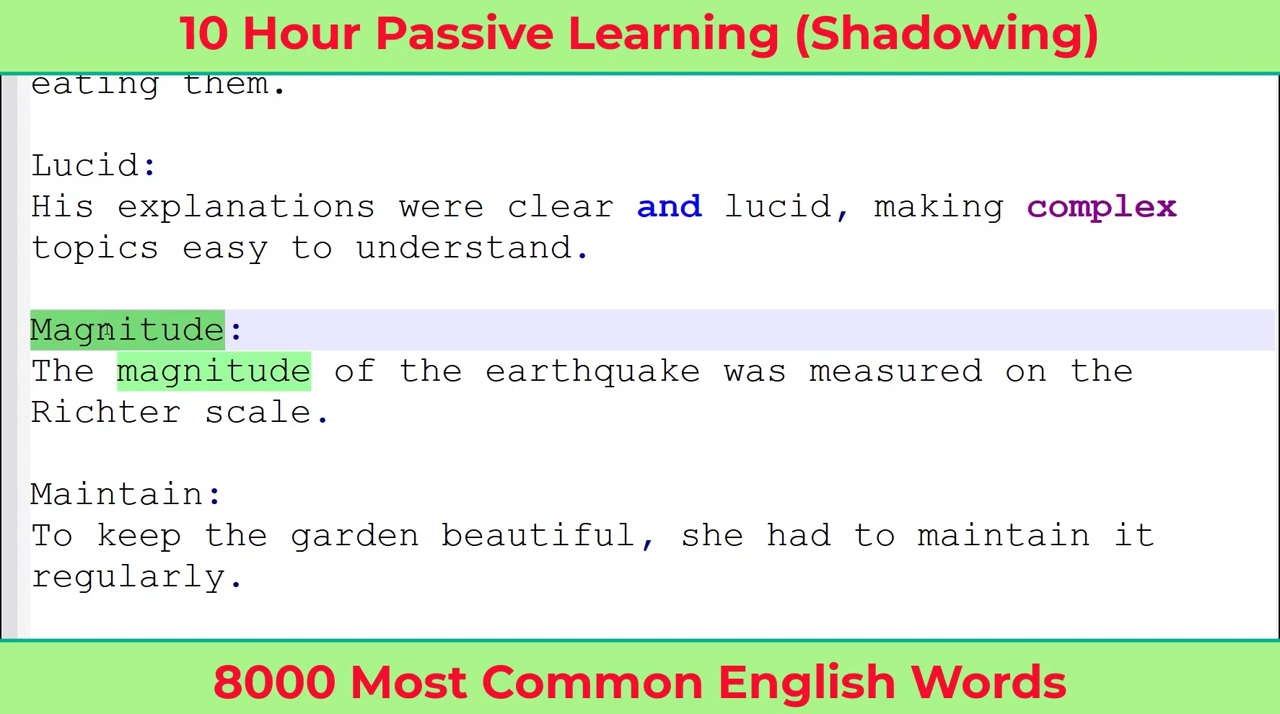 10 Hour Passive Learning (Shadowing)
eating them.
Lucid:
His explanations were clear and lucid, making complex
topics easy to understand.
Magnitude:
The magnitude of the earthquake was measured on the
Richter scale.
Maintain:
To keep the garden beautiful, she had to maintain it
regularly.
8000 Most Common English Words